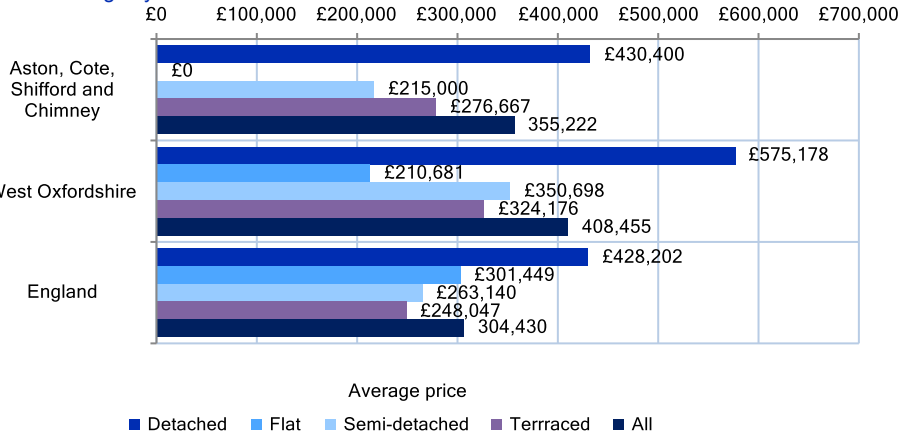 £0 £100,000 £200,000 £300,000 £400,000 £500,000 £600,000 £700,000
Aston, Cote,
Shifford and
Chimney
£430,400
£0
£215,000
£276,667
355,222
West Oxfordshire
£575,178
£210,681
£350,698
£324,176
408,455
England
£428,202
£301,449
£263,140
£248,047
304,430
Average price
Detached Flat Semi-detached Terrraced All